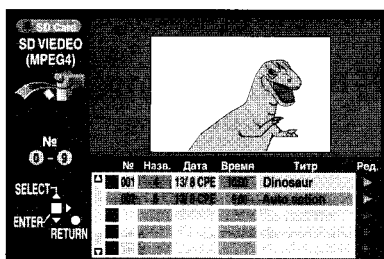 SD Card
SD VIEDEO
(MPEG4)
№
0 - 9
SELECT
ENTER
RETURN
№ Назв. Дата Время Титр Ред.
001 13/ 8 СРЕ Dinosaur
Auto action